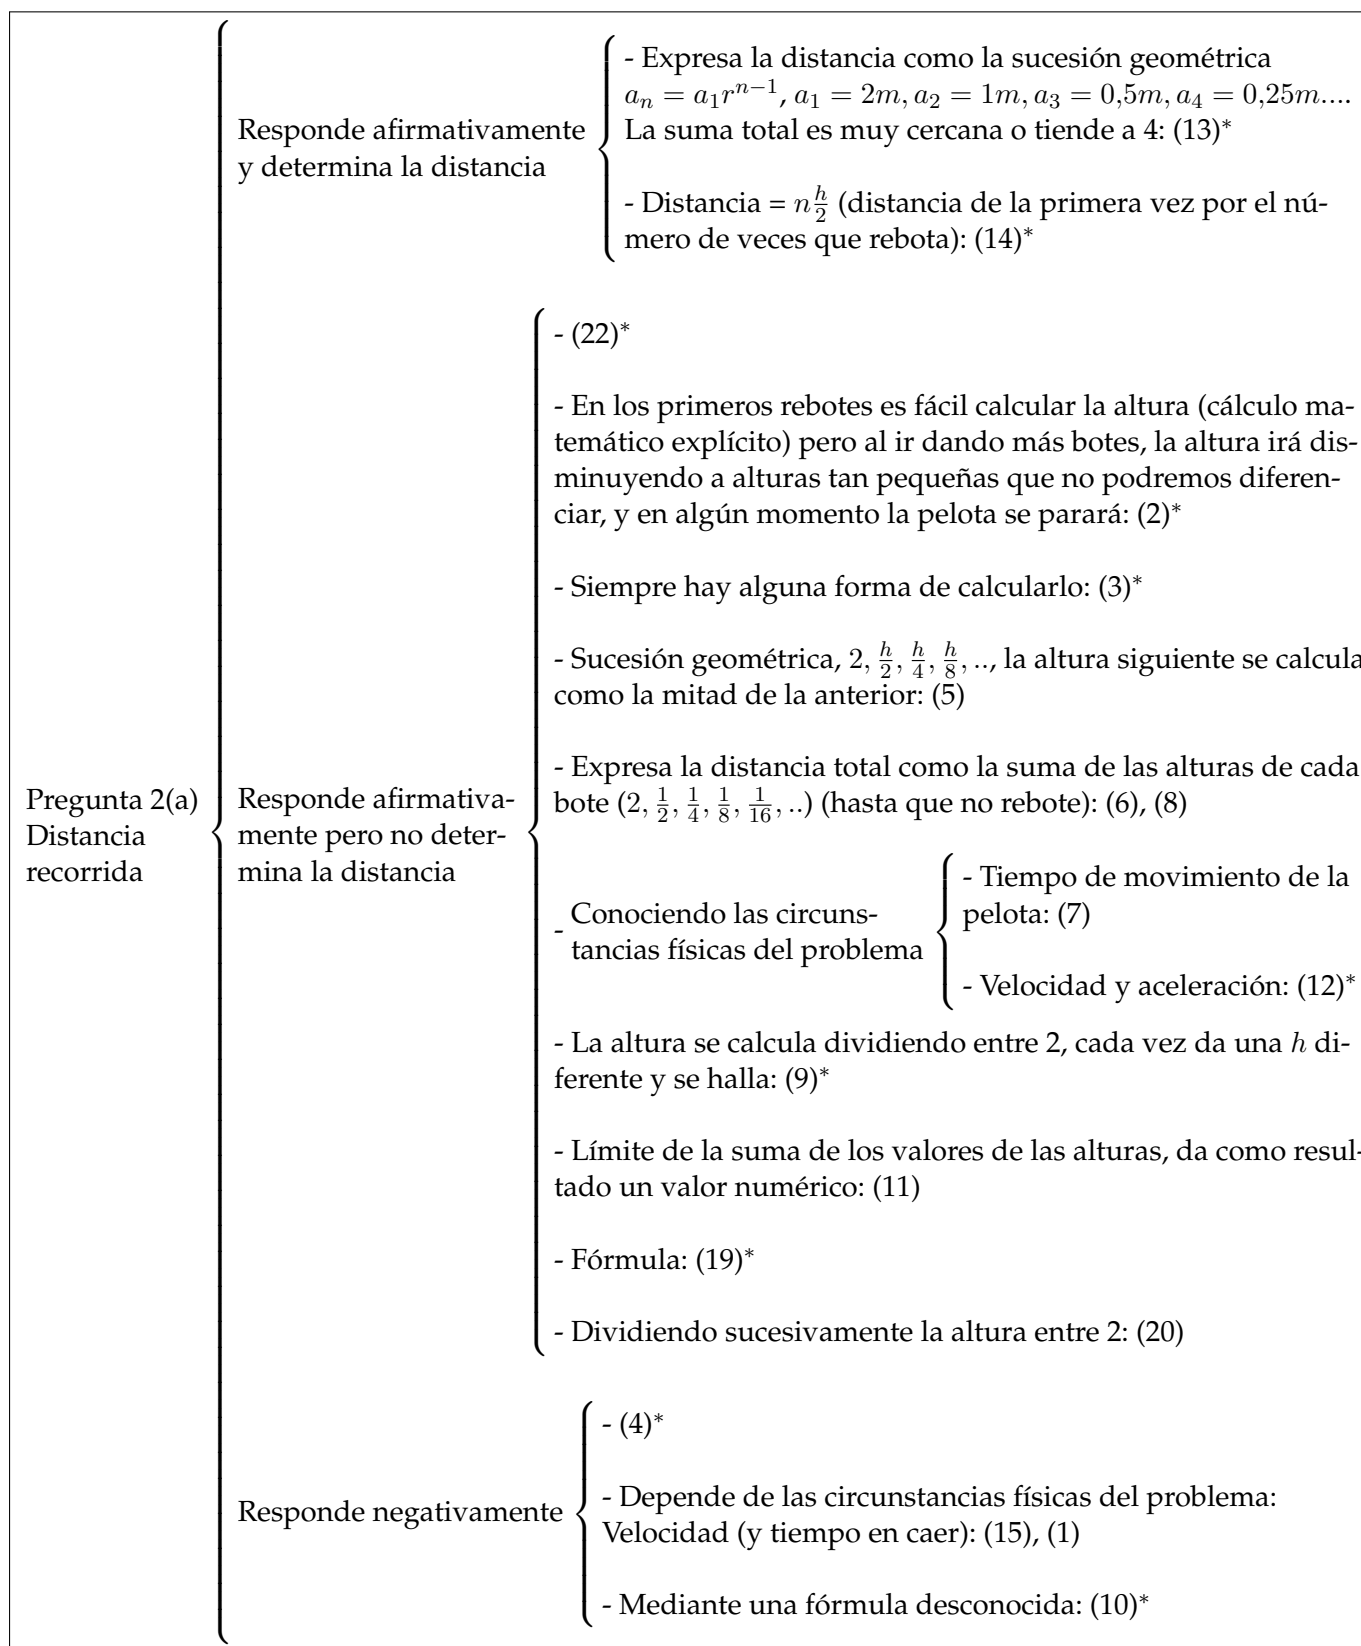 Pregunta 2(a)
Distancia
recorrida
Responde afirmativamente
y determina la distancia
- Expresa la distancia como la sucesión geométrica
a_n = a_1 r^{n−1}, a_1 = 2m, a_2 = 1m, a_3 = 0,5m, a_4 = 0,25m....
La suma total es muy cercana o tiende a 4: (13)*
- Distancia = n h/2 (distancia de la primera vez por el nú-
mero de veces que rebota): (14)*
Responde afirmativa-
mente pero no deter-
mina la distancia
- (22)*
- En los primeros rebotes es fácil calcular la altura (cálculo ma-
temático explícito) pero al ir dando más botes, la altura irá dis-
minuyendo a alturas tan pequeñas que no podremos diferen-
ciar, y en algún momento la pelota se parará: (2)*
- Siempre hay alguna forma de calcularlo: (3)*
- Sucesión geométrica, 2, h/2, h/4, h/8, .., la altura siguiente se calcula
como la mitad de la anterior: (5)
- Expresa la distancia total como la suma de las alturas de cada
bote (2, 1/2, 1/4, 1/8, 1/16, ..) (hasta que no rebote): (6), (8)
- Conociendo las circuns-
tancias físicas del problema
- Tiempo de movimiento de la
pelota: (7)
- Velocidad y aceleración: (12)*
- La altura se calcula dividiendo entre 2, cada vez da una h di-
ferente y se halla: (9)*
- Límite de la suma de los valores de las alturas, da como resul-
tado un valor numérico: (11)
- Fórmula: (19)*
- Dividiendo sucesivamente la altura entre 2: (20)
Responde negativamente
- (4)*
- Depende de las circunstancias físicas del problema:
Velocidad (y tiempo en caer): (15), (1)
- Mediante una fórmula desconocida: (10)*